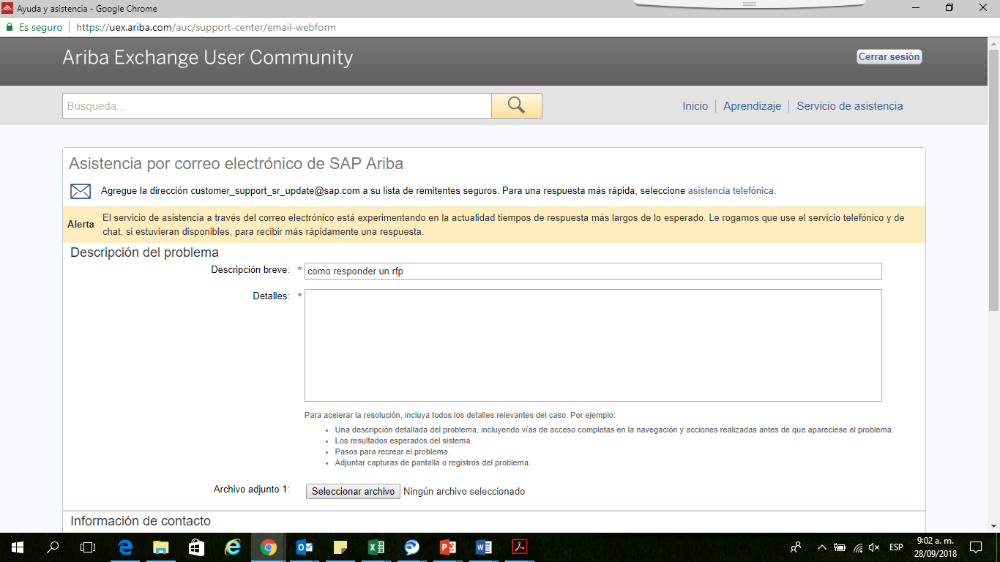 Ayuda y asistencia - Google Chrome
Es seguro https://uex.ariba.com/auc/support-center/email-webform
Ariba Exchange User Community
Cerrar sesión
Búsqueda...
Inicio Aprendizaje Servicio de asistencia
Asistencia por correo electrónico de SAP Ariba
Agregue la dirección customer_support_sr_update@sap.com a su lista de remitentes seguros. Para una respuesta más rápida, seleccione asistencia telefónica.
Alerta
El servicio de asistencia a través del correo electrónico está experimentando en la actualidad tiempos de respuesta más largos de lo esperado. Le rogamos que use el servicio telefónico y de
chat, si estuvieran disponibles, para recibir más rápidamente una respuesta.
Descripción del problema
Descripción breve: * como responder un rfp
Detalles: *
Para acelerar la resolución, incluya todos los detalles relevantes del caso. Por ejemplo:
• Una descripción detallada del problema, incluyendo vías de acceso completas en la navegación y acciones realizadas antes de que apareciese el problema.
• Los resultados esperados del sistema.
• Pasos para recrear el problema.
• Adjuntar capturas de pantalla o registros del problema.
Archivo adjunto 1: Seleccionar archivo Ningún archivo seleccionado
Información de contacto
ESP
9:02 a. m.
28/09/2018